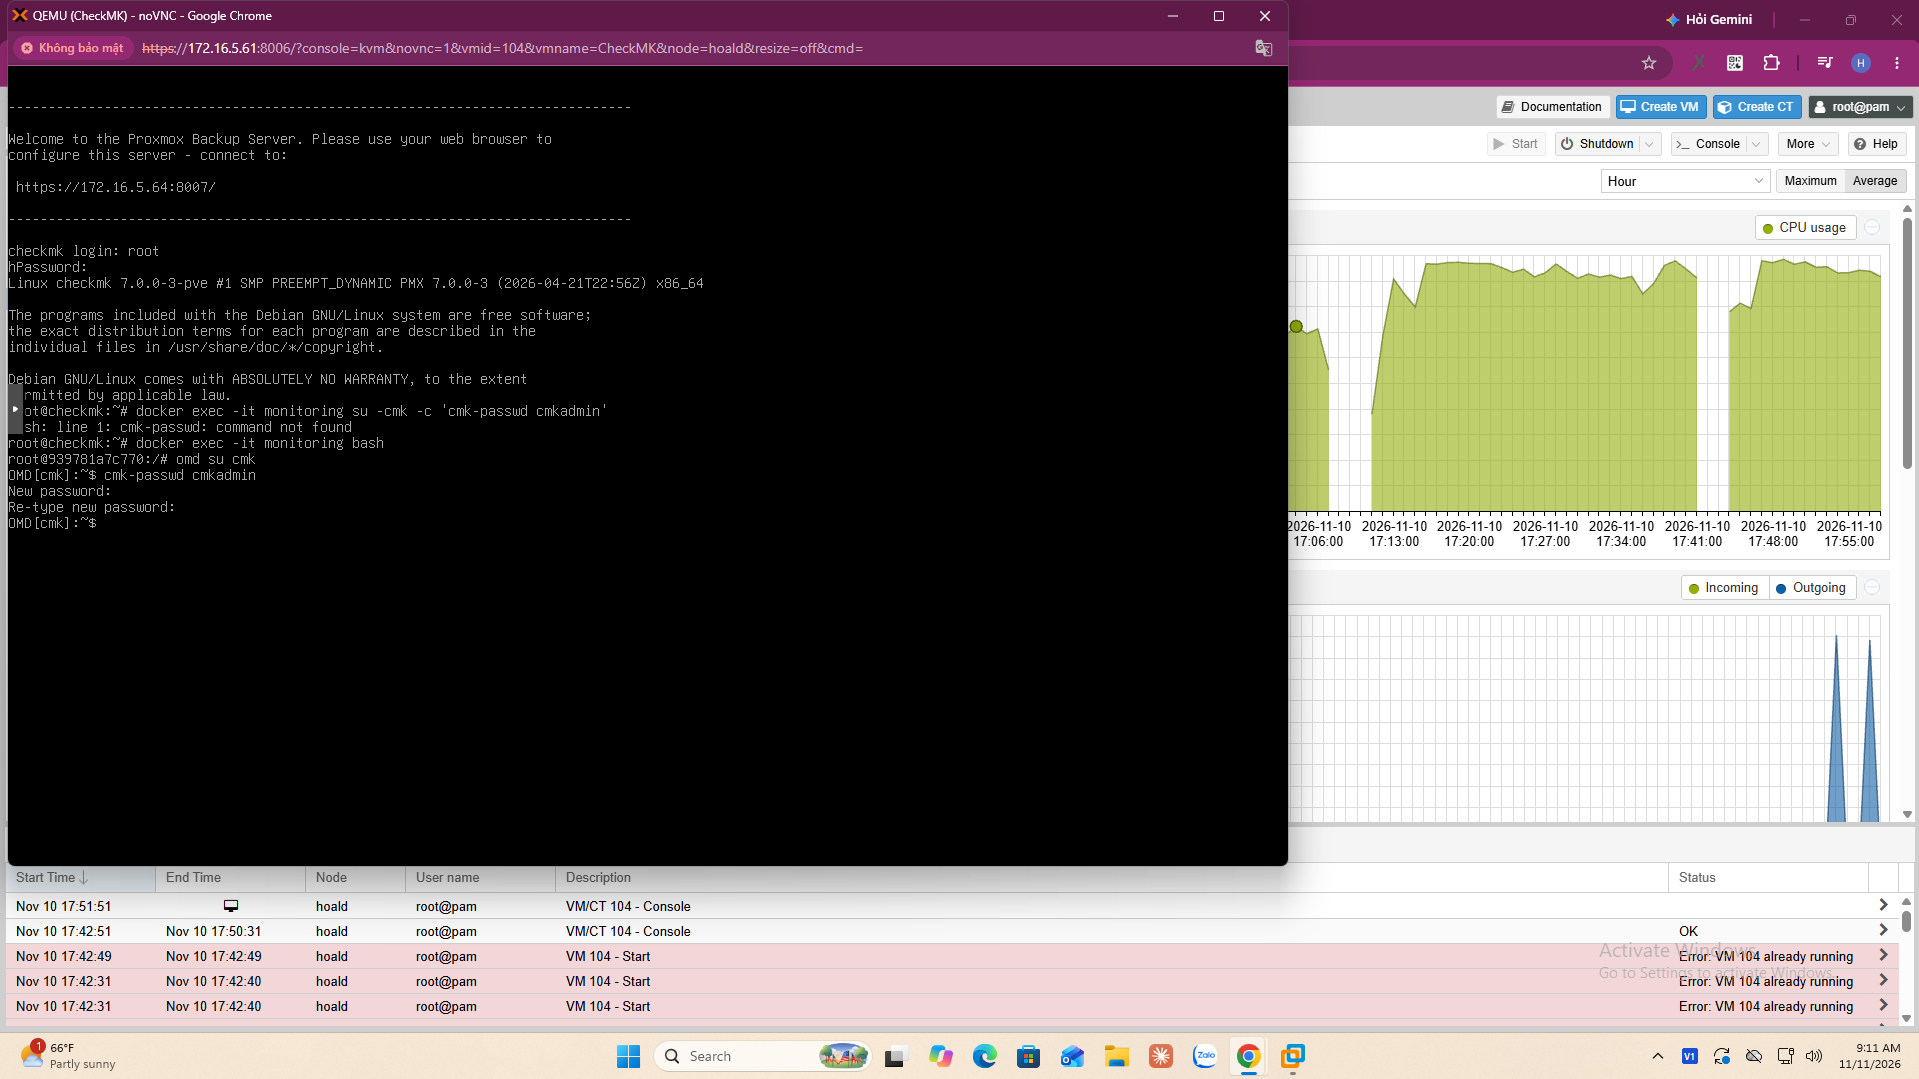 QEMU (CheckMK) - noVNC - Google Chrome
Không bảo mật
https://172.16.5.61:8006/?console=kvm&novnc=1&vmid=104&vmname=CheckMK&node=hoald&resize=off&cmd=
Hỏi Gemini
H
Documentation
Create VM
Create CT
root@pam
Start
Shutdown
Console
More
Help
Hour
Maximum
Average
--------------------------------------------------------------------------------
Welcome to the Proxmox Backup Server. Please use your web browser to
configure this server - connect to:
https://172.16.5.64:8007/
--------------------------------------------------------------------------------
checkmk login: root
hPassword:
Linux checkmk 7.0.0-3-pve #1 SMP PREEMPT_DYNAMIC PMX 7.0.0-3 (2026-04-21T22:56Z) x86_64
The programs included with the Debian GNU/Linux system are free software;
the exact distribution terms for each program are described in the
individual files in /usr/share/doc/*/copyright.
Debian GNU/Linux comes with ABSOLUTELY NO WARRANTY, to the extent
rmitted by applicable law.
ot@checkmk:~# docker exec -it monitoring su -cmk -c 'cmk-passwd cmkadmin'
sh: line 1: cmk-passwd: command not found
root@checkmk:~# docker exec -it monitoring bash
root@939781a7c770:/# omd su cmk
OMD[cmk]:~$ cmk-passwd cmkadmin
New password:
Re-type new password:
OMD[cmk]:~$
CPU usage
2026-11-10 2026-11-10 2026-11-10 2026-11-10 2026-11-10 2026-11-10 2026-11-10 2026-11-10
17:06:00 17:13:00 17:20:00 17:27:00 17:34:00 17:41:00 17:48:00 17:55:00
Incoming
Outgoing
Start Time End Time Node User name Description Status
Nov 10 17:51:51 hoald root@pam VM/CT 104 - Console
Nov 10 17:42:51 Nov 10 17:50:31 hoald root@pam VM/CT 104 - Console OK
Nov 10 17:42:49 Nov 10 17:42:49 hoald root@pam VM 104 - Start Error: VM 104 already running
Nov 10 17:42:31 Nov 10 17:42:40 hoald root@pam VM 104 - Start Error: VM 104 already running
Nov 10 17:42:31 Nov 10 17:42:40 hoald root@pam VM 104 - Start Error: VM 104 already running
Activate Windows
Go to Settings to activate Windows.
1
66°F
Partly sunny
Search
Zalo
V1
9:11 AM
11/11/2026